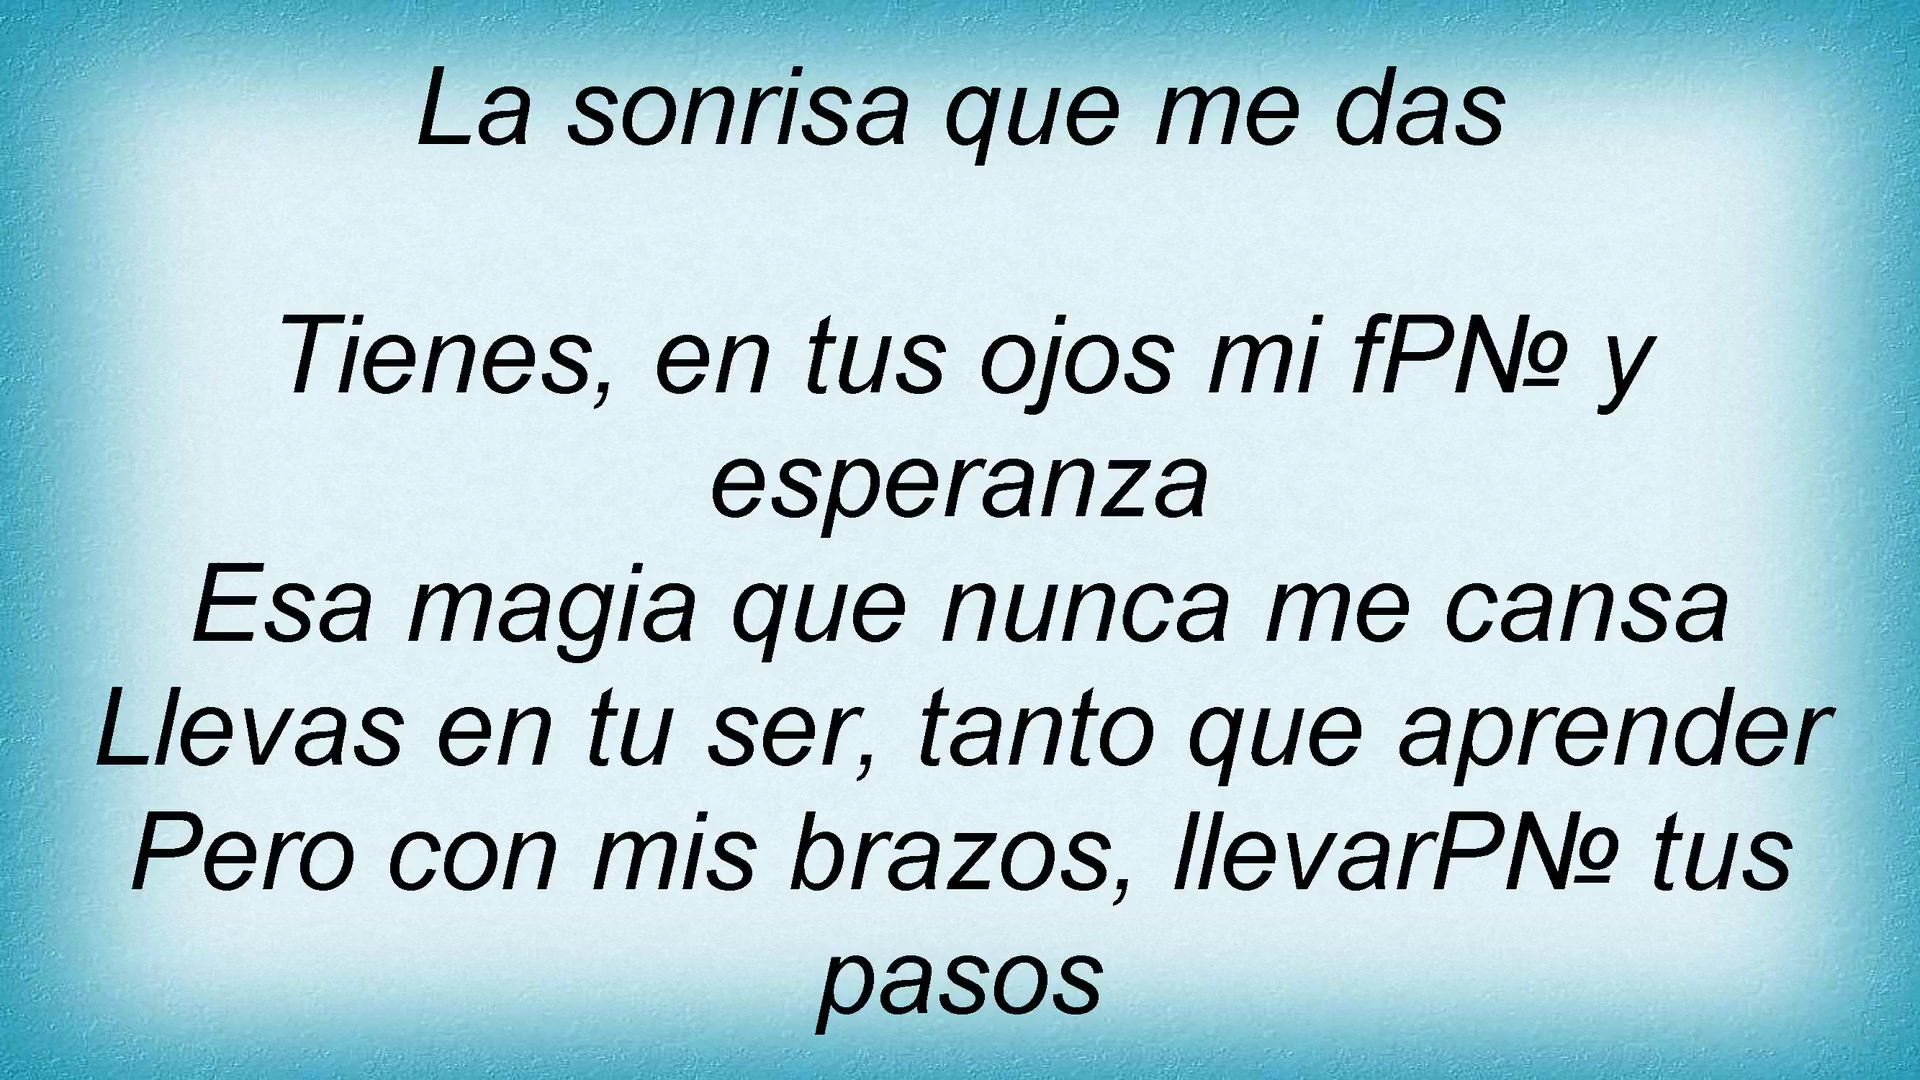 La sonrisa que me das
Tienes, en tus ojos mi fPNº y
esperanza
Esa magia que nunca me cansa
Llevas en tu ser, tanto que aprender
Pero con mis brazos, llevarPNº tus
pasos